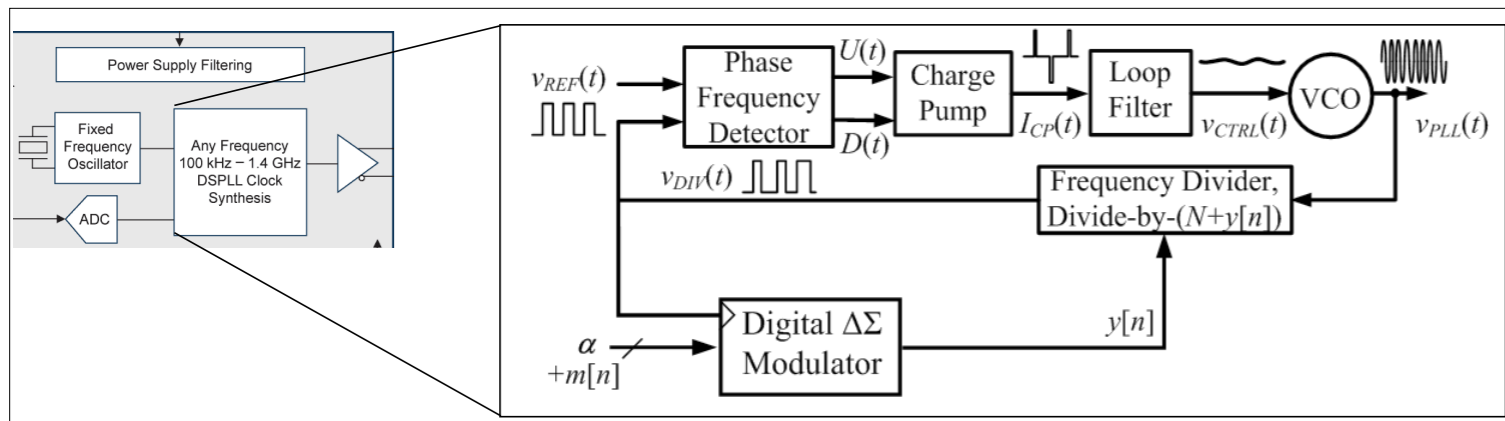 Power Supply Filtering
Fixed
Frequency
Oscillator
Any Frequency
100 kHz – 1.4 GHz
DSPLL Clock
Synthesis
ADC
v_REF(t)
Phase
Frequency
Detector
U(t)
D(t)
Charge
Pump
I_CP(t)
Loop
Filter
v_CTRL(t)
VCO
v_PLL(t)
v_DIV(t)
Frequency Divider,
Divide-by-(N+y[n])
α
+m[n]
Digital ΔΣ
Modulator
y[n]